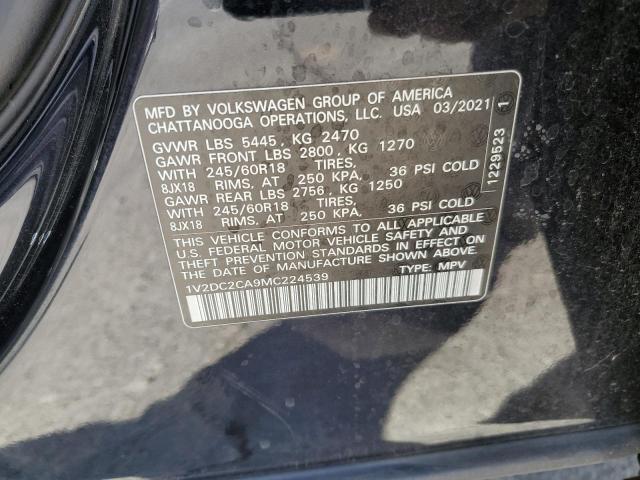 MFD BY VOLKSWAGEN GROUP OF AMERICA
CHATTANOOGA OPERATIONS, LLC. USA 03/2021 1
GVWR LBS 5445, KG 2470
GAWR FRONT LBS 2800, KG 1270
WITH 245/60R18 TIRES,
8JX18 RIMS, AT 250 KPA, 36 PSI COLD
GAWR REAR LBS 2756, KG 1250
WITH 245/60R18 TIRES,
8JX18 RIMS, AT 250 KPA, 36 PSI COLD
THIS VEHICLE CONFORMS TO ALL APPLICABLE
U.S. FEDERAL MOTOR VEHICLE SAFETY AND
THEFT PREVENTION STANDARDS IN EFFECT ON
DATE OF MANUFACTURE SHOWN ABOVE.
1V2DC2CA9MC224539 TYPE: MPV
1229523